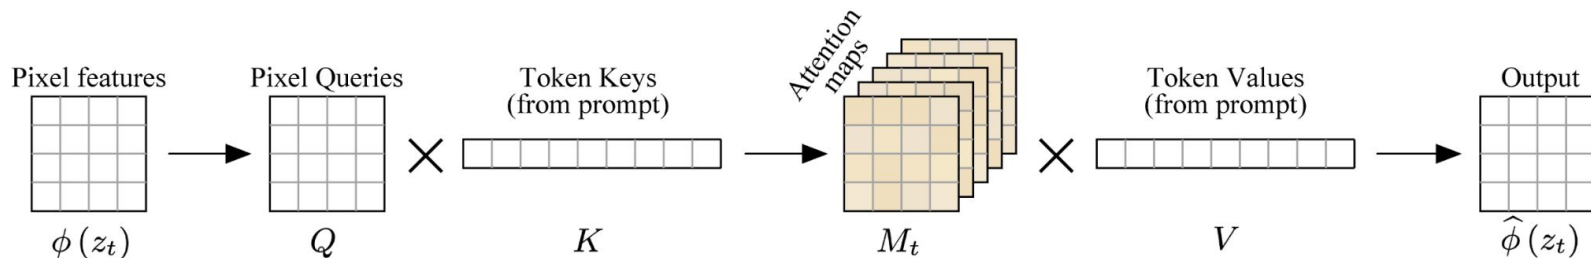 Pixel features
Pixel Queries
Token Keys
(from prompt)
Attention
maps
Token Values
(from prompt)
Output
ϕ (z_t)
Q
K
M_t
V
ϕ̂ (z_t)